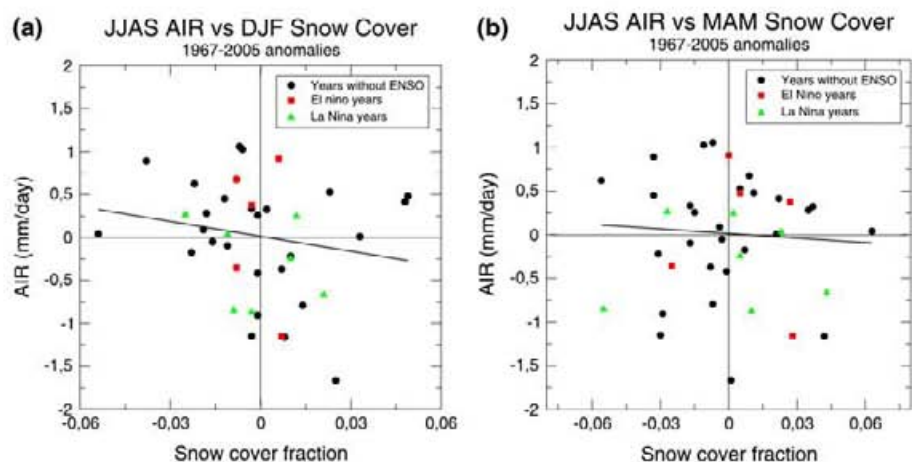 (a) JJAS AIR vs DJF Snow Cover
1967-2005 anomalies
Years without ENSO
El nino years
La Nina years
AIR (mm/day)
2
1,5
1
0,5
0
-0,5
-1
-1,5
-2
-0,06
-0,03
0
0,03
0,06
Snow cover fraction
(b) JJAS AIR vs MAM Snow Cover
1967-2005 anomalies
Years without ENSO
El Nino years
La Nina years
AIR (mm/day)
2
1,5
1
0,5
0
-0,5
-1
-1,5
-2
-0,06
-0,03
0
0,03
0,06
Snow cover fraction